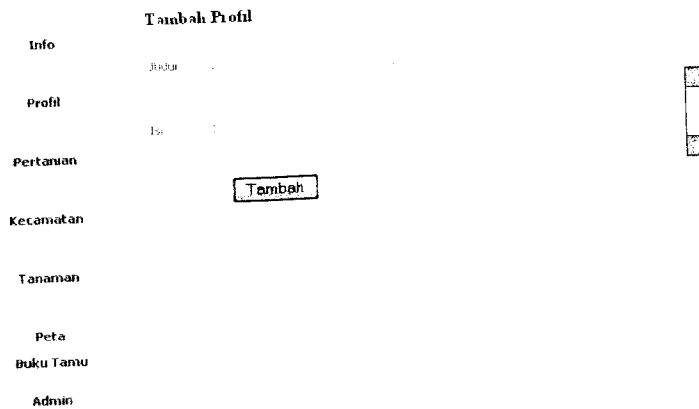 Tambah Profil
Info
Judul :
Profil
Isi :
Pertanian
Tambah
Kecamatan
Tanaman
Peta
Buku Tamu
Admin